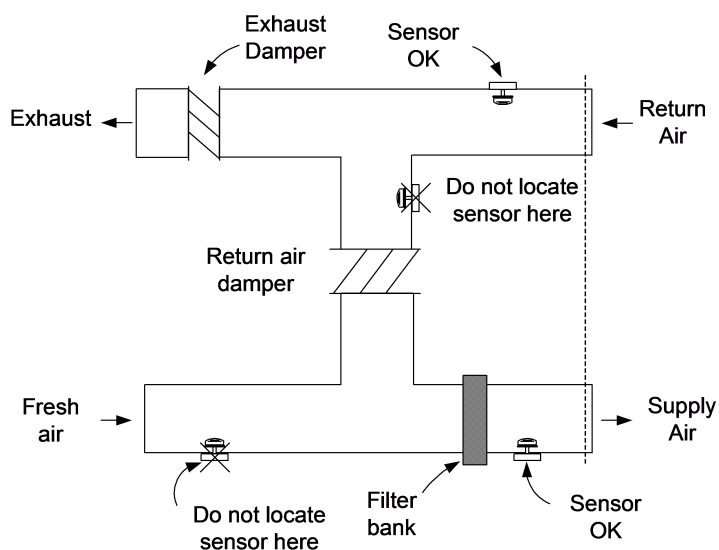 Exhaust
Damper
Sensor
OK
Exhaust
Return
Air
Do not locate
sensor here
Return air
damper
Fresh
air
Supply
Air
Do not locate
sensor here
Filter
bank
Sensor
OK